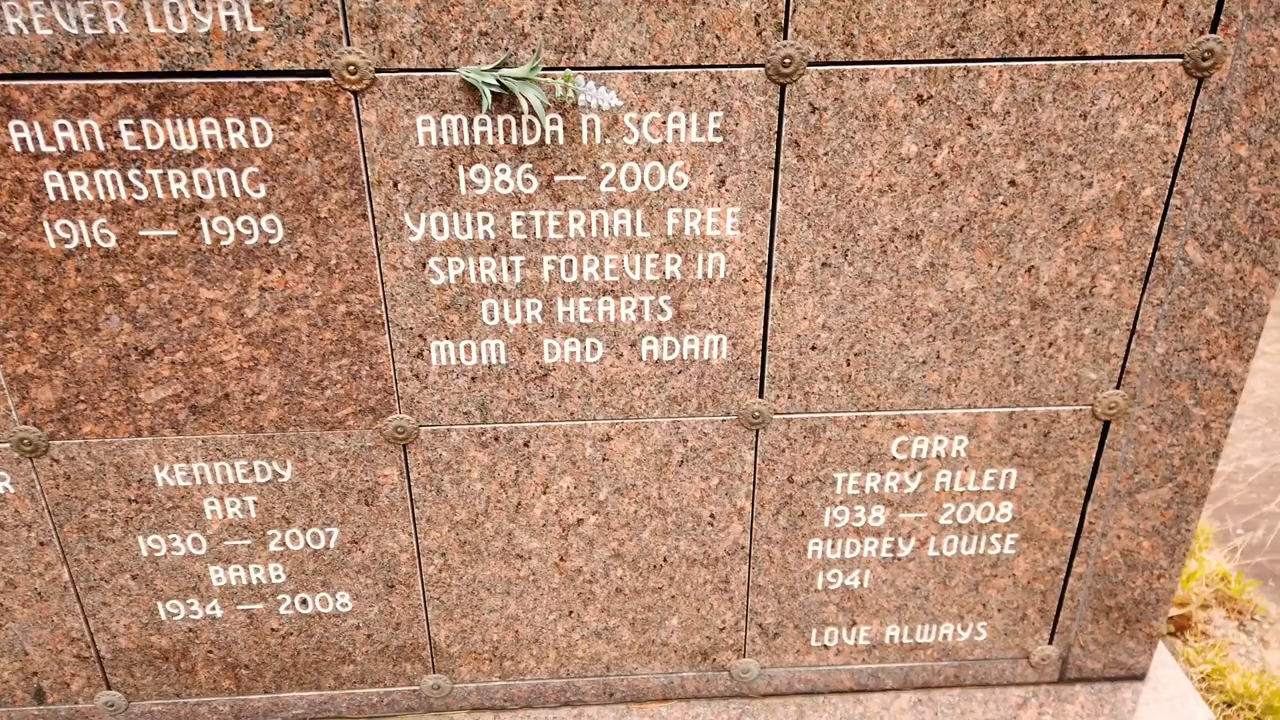 REVER LOYAL
ALAN EDWARD
ARMSTRONG
1916 — 1999
AMANDA N. SCALE
1986 — 2006
YOUR ETERNAL FREE
SPIRIT FOREVER IN
OUR HEARTS
MOM DAD ADAM
R
KENNEDY
ART
1930 — 2007
BARB
1934 — 2008
CARR
TERRY ALLEN
1938 — 2008
AUDREY LOUISE
1941
LOVE ALWAYS